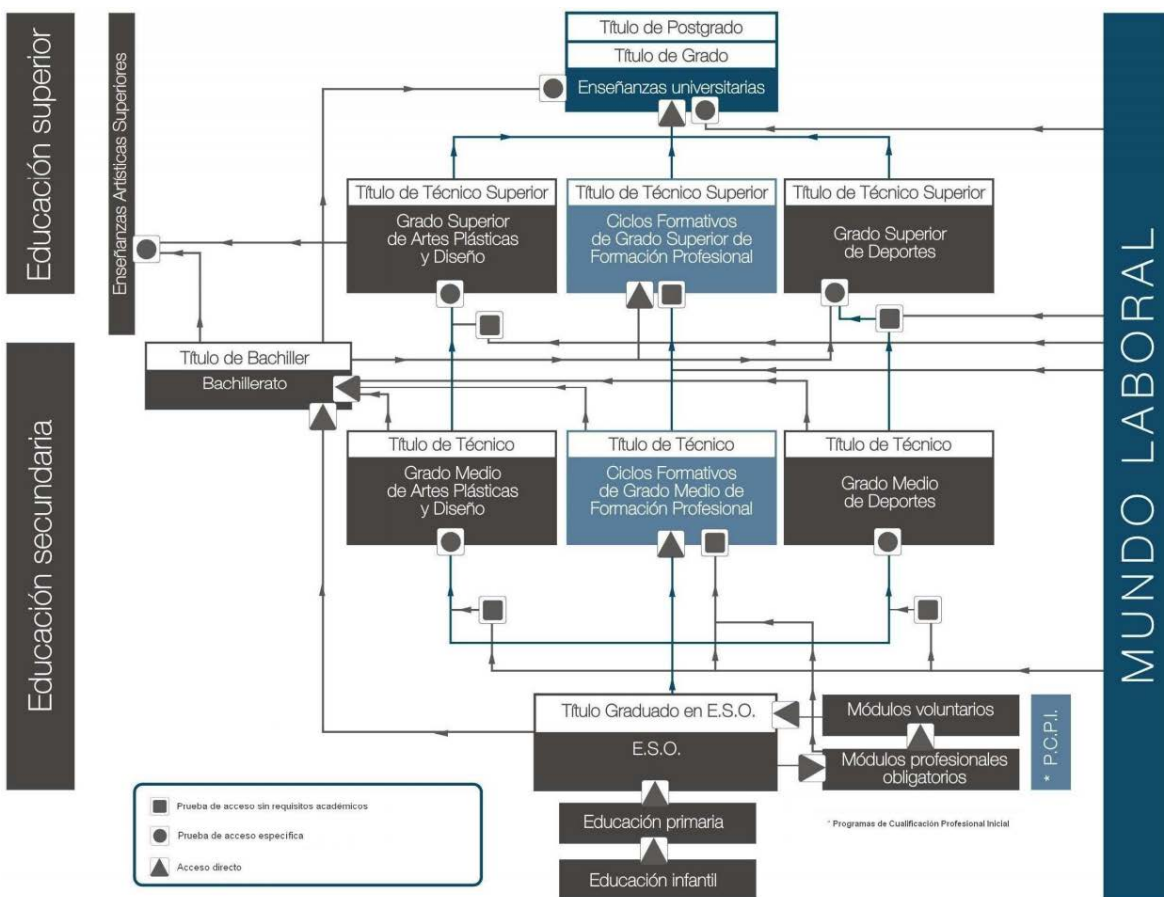 Educación superior
Enseñanzas Artísticas Superiores
Título de Postgrado
Título de Grado
Enseñanzas universitarias
Título de Técnico Superior
Grado Superior
de Artes Plásticas
y Diseño
Título de Técnico Superior
Ciclos Formativos
de Grado Superior de
Formación Profesional
Título de Técnico Superior
Grado Superior
de Deportes
MUNDO LABORAL
Educación secundaria
Título de Bachiller
Bachillerato
Título de Técnico
Grado Medio
de Artes Plásticas
y Diseño
Título de Técnico
Ciclos Formativos
de Grado Medio de
Formación Profesional
Título de Técnico
Grado Medio
de Deportes
Título Graduado en E.S.O.
E.S.O.
Módulos voluntarios
Módulos profesionales
obligatorios
* P.C.P.I.
Educación primaria
Educación infantil
* Programas de Cualificación Profesional Inicial
Prueba de acceso sin requisitos académicos
Prueba de acceso específica
Acceso directo